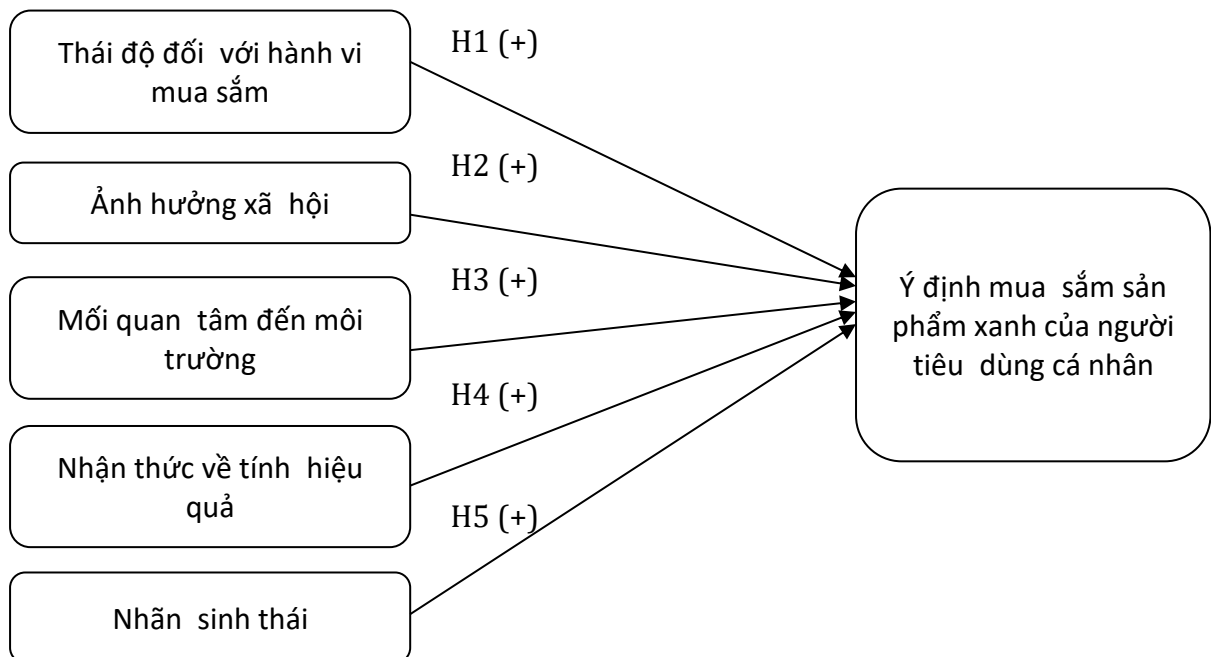 Thái độ đối với hành vi
mua sắm
H1 (+)
Ảnh hưởng xã hội
H2 (+)
Mối quan tâm đến môi
trường
H3 (+)
Nhận thức về tính hiệu
quả
H4 (+)
Nhãn sinh thái
H5 (+)
Ý định mua sắm sản
phẩm xanh của người
tiêu dùng cá nhân